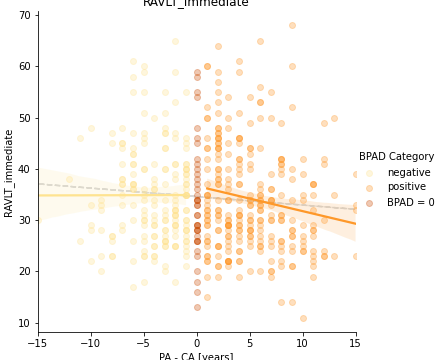 RAVLT_immediate
70
60
50
40
30
20
10
RAVLT_immediate
−15
−10
−5
0
5
10
15
PA - CA [years]
BPAD Category
negative
positive
BPAD = 0